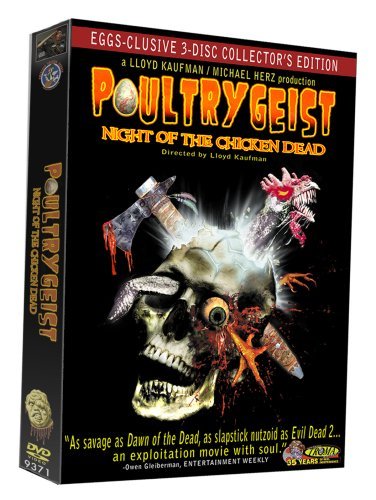 EGGS-CLUSIVE 3-DISC COLLECTOR'S EDITION
a LLOYD KAUFMAN / MICHAEL HERZ production
POULTRYGEIST
NIGHT OF THE CHICKEN DEAD
Directed by Lloyd Kaufman
"As savage as Dawn of the Dead, as slapstick nutzoid as Evil Dead 2...
an exploitation movie with soul."
-Owen Gleiberman, ENTERTAINMENT WEEKLY
TROMA
35 YEARS
POULTRYGEIST
NIGHT OF THE CHICKEN DEAD
DVD
VIDEO
9371